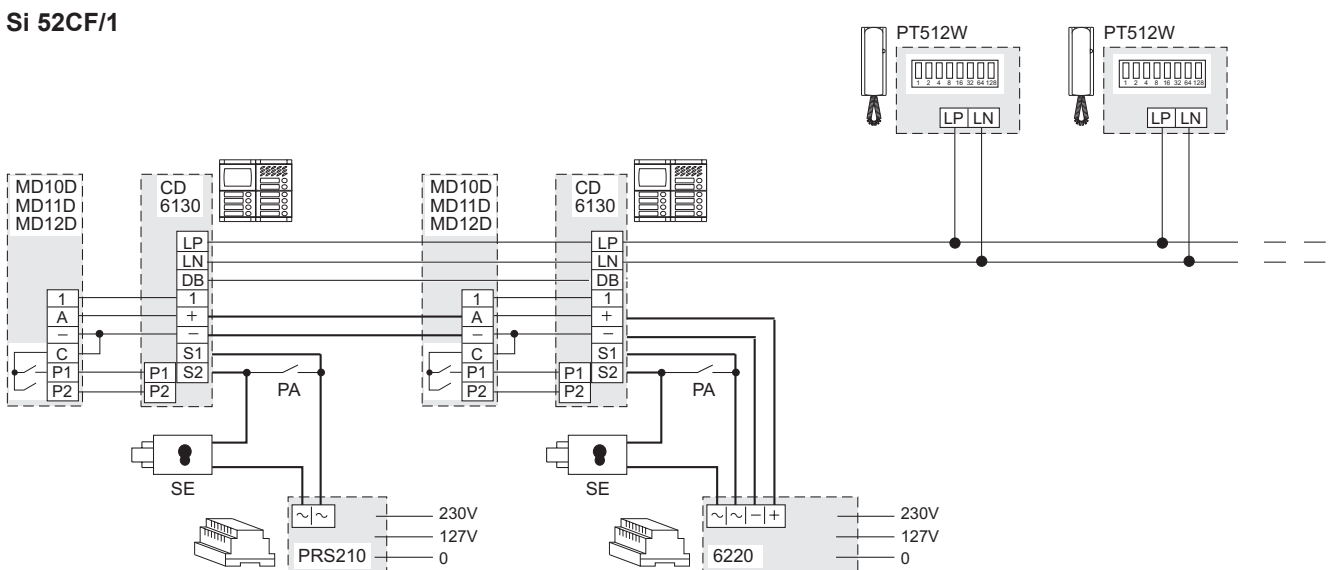 Si 52CF/1
PT512W
1 2 4 8 16 32 64 128
LP LN
PT512W
1 2 4 8 16 32 64 128
LP LN
MD10D
MD11D
MD12D
1
A
–
C
P1
P2
CD
6130
LP
LN
DB
1
+
–
S1
S2
P1
P2
PA
SE
~ ~
PRS210
230V
127V
0
MD10D
MD11D
MD12D
1
A
–
C
P1
P2
CD
6130
LP
LN
DB
1
+
–
S1
S2
P1
P2
PA
SE
~ ~ – +
6220
230V
127V
0